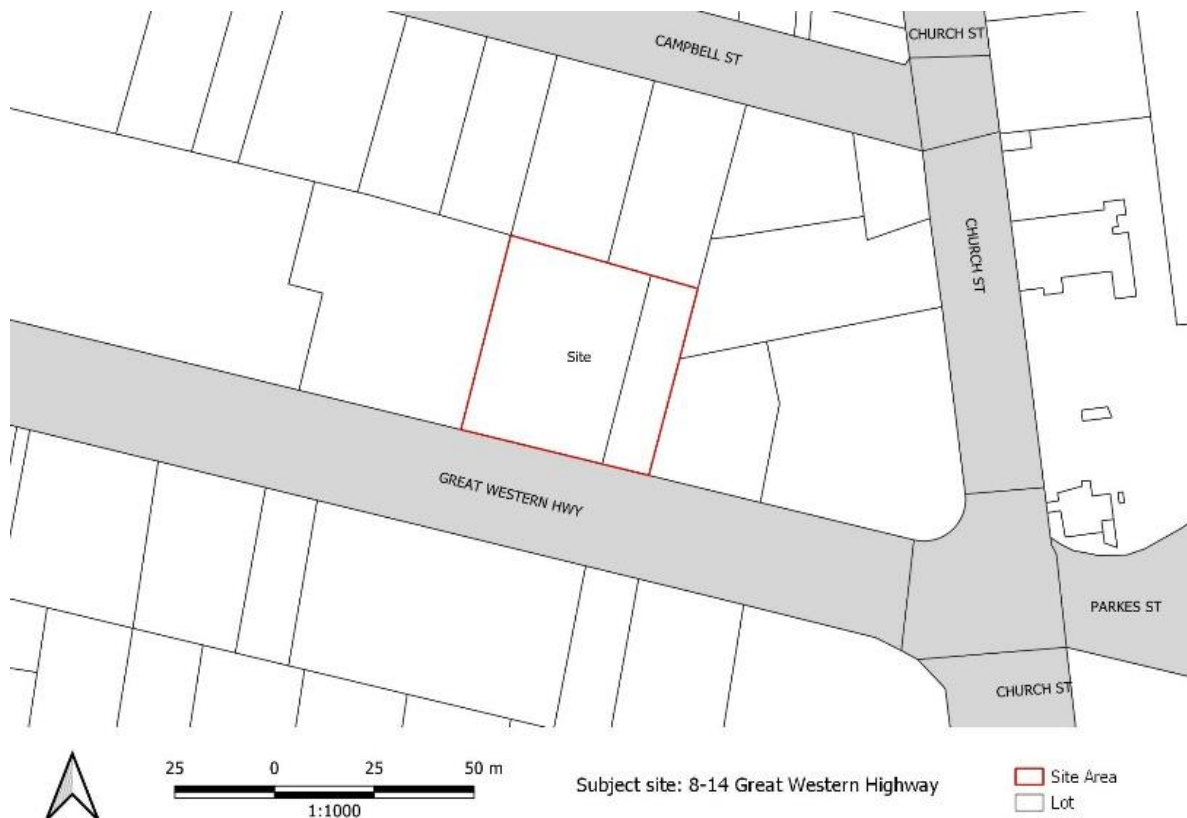 CHURCH ST
CAMPBELL ST
CHURCH ST
Site
GREAT WESTERN HWY
PARKES ST
CHURCH ST
25 0 25 50 m
1:1000
Subject site: 8-14 Great Western Highway
Site Area
Lot